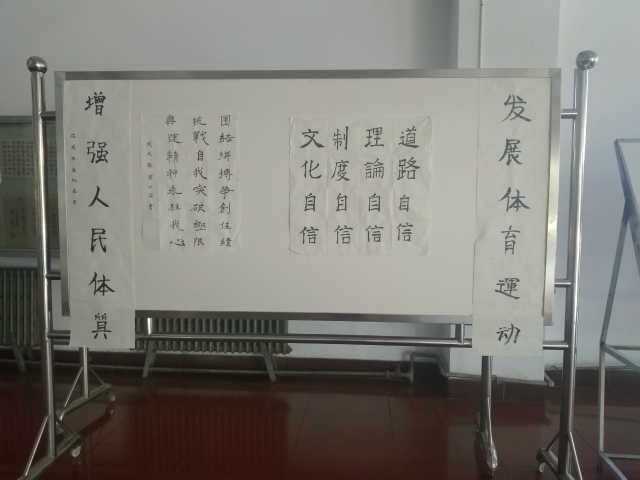 发展体育運动
道路自信
理論自信
制度自信
文化自信
團結拼搏爭創佳績
挑戰自我突破極限
奧運精神永駐我心
增强人民体質